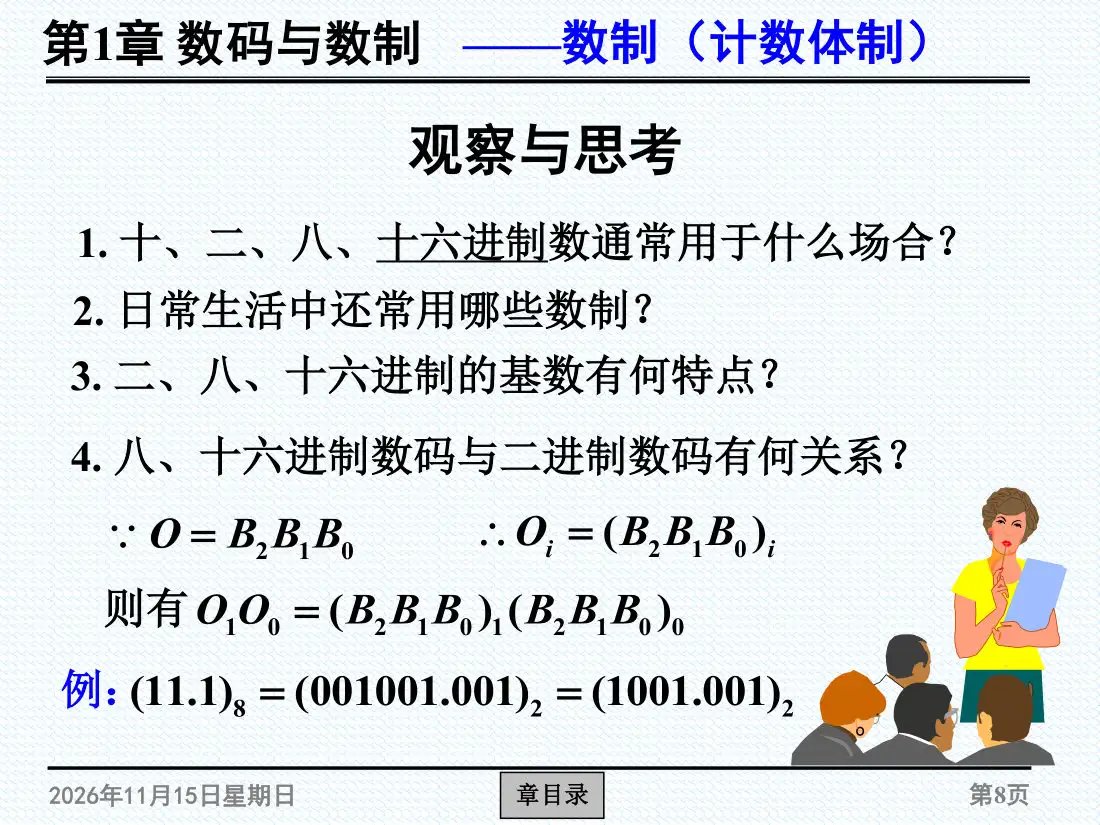 第1章 数码与数制 ——数制（计数体制）
观察与思考
1. 十、二、八、十六进制数通常用于什么场合？
2. 日常生活中还常用哪些数制？
3. 二、八、十六进制的基数有何特点？
4. 八、十六进制数码与二进制数码有何关系？
∵ O = B₂B₁B₀ ∴ Oᵢ = (B₂B₁B₀)ᵢ
则有 O₁O₀ = (B₂B₁B₀)₁(B₂B₁B₀)₀
例：(11.1)₈ = (001001.001)₂ = (1001.001)₂
2026年11月15日星期日 章目录 第8页